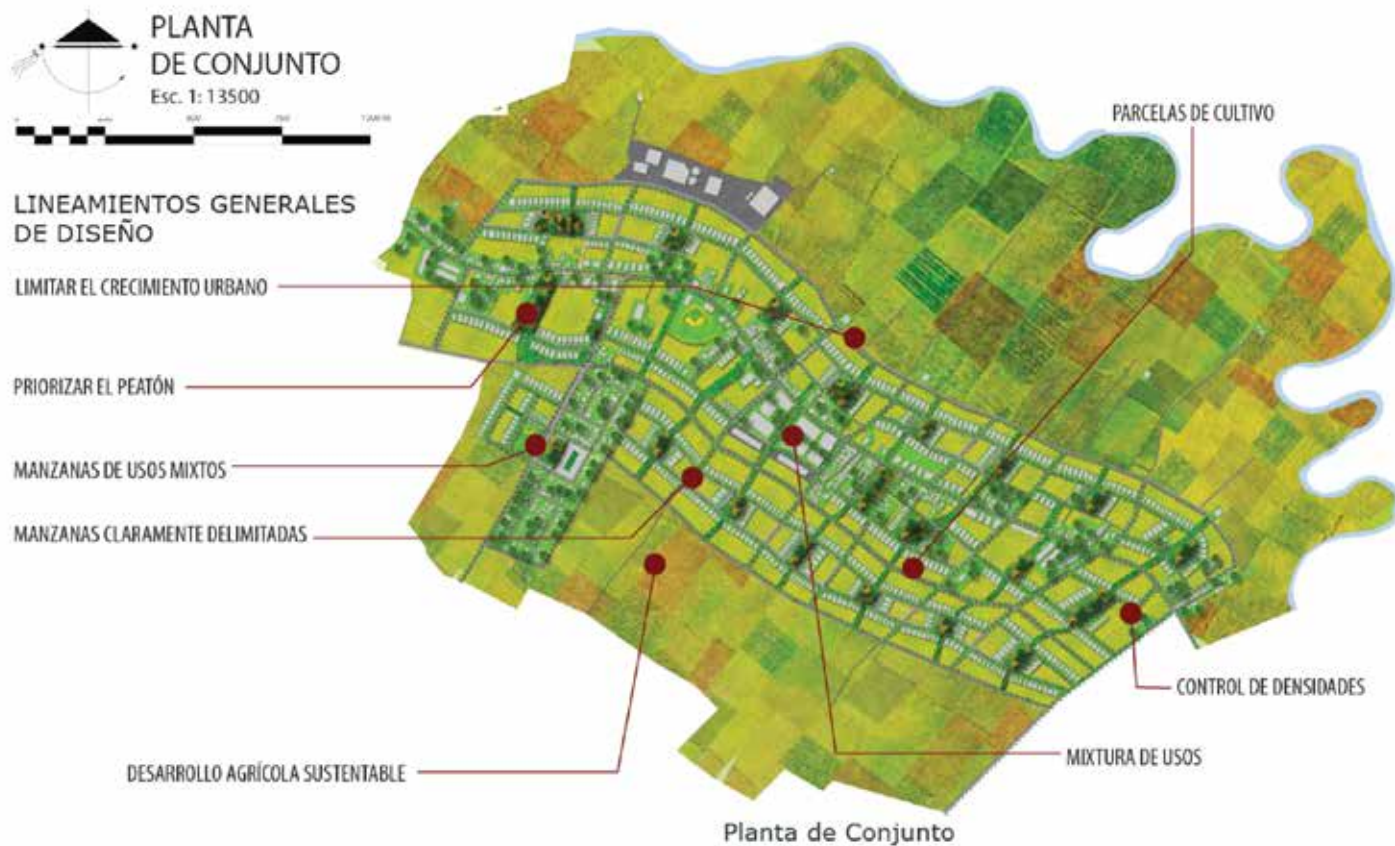 PLANTA
DE CONJUNTO
Esc. 1: 13500
LINEAMIENTOS GENERALES
DE DISEÑO
PARCELAS DE CULTIVO
LIMITAR EL CRECIMIENTO URBANO
PRIORIZAR EL PEATÓN
MANZANAS DE USOS MIXTOS
MANZANAS CLARAMENTE DELIMITADAS
CONTROL DE DENSIDADES
MIXTURA DE USOS
DESARROLLO AGRÍCOLA SUSTENTABLE
Planta de Conjunto